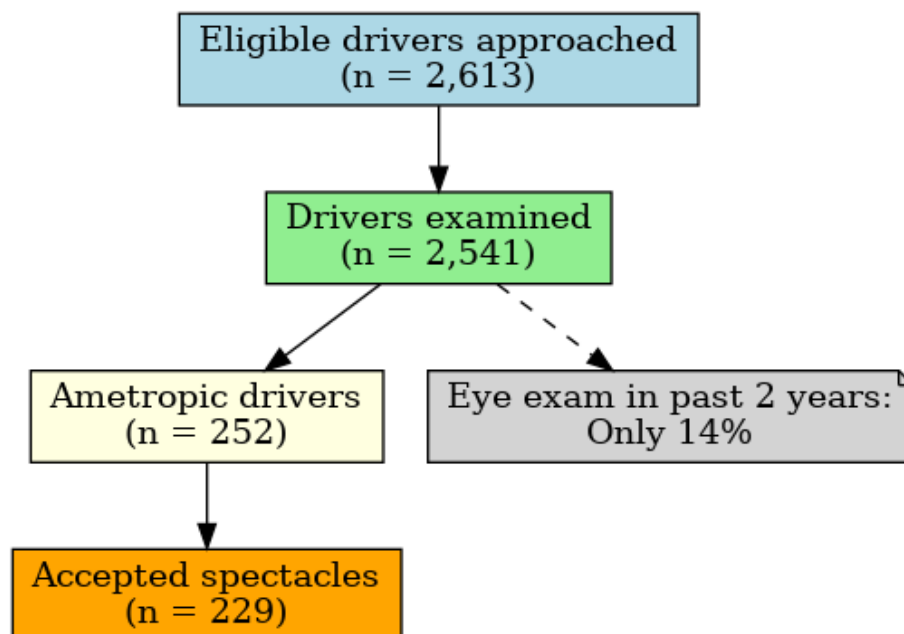 Eligible drivers approached
(n = 2,613)
Drivers examined
(n = 2,541)
Ametropic drivers
(n = 252)
Eye exam in past 2 years:
Only 14%
Accepted spectacles
(n = 229)